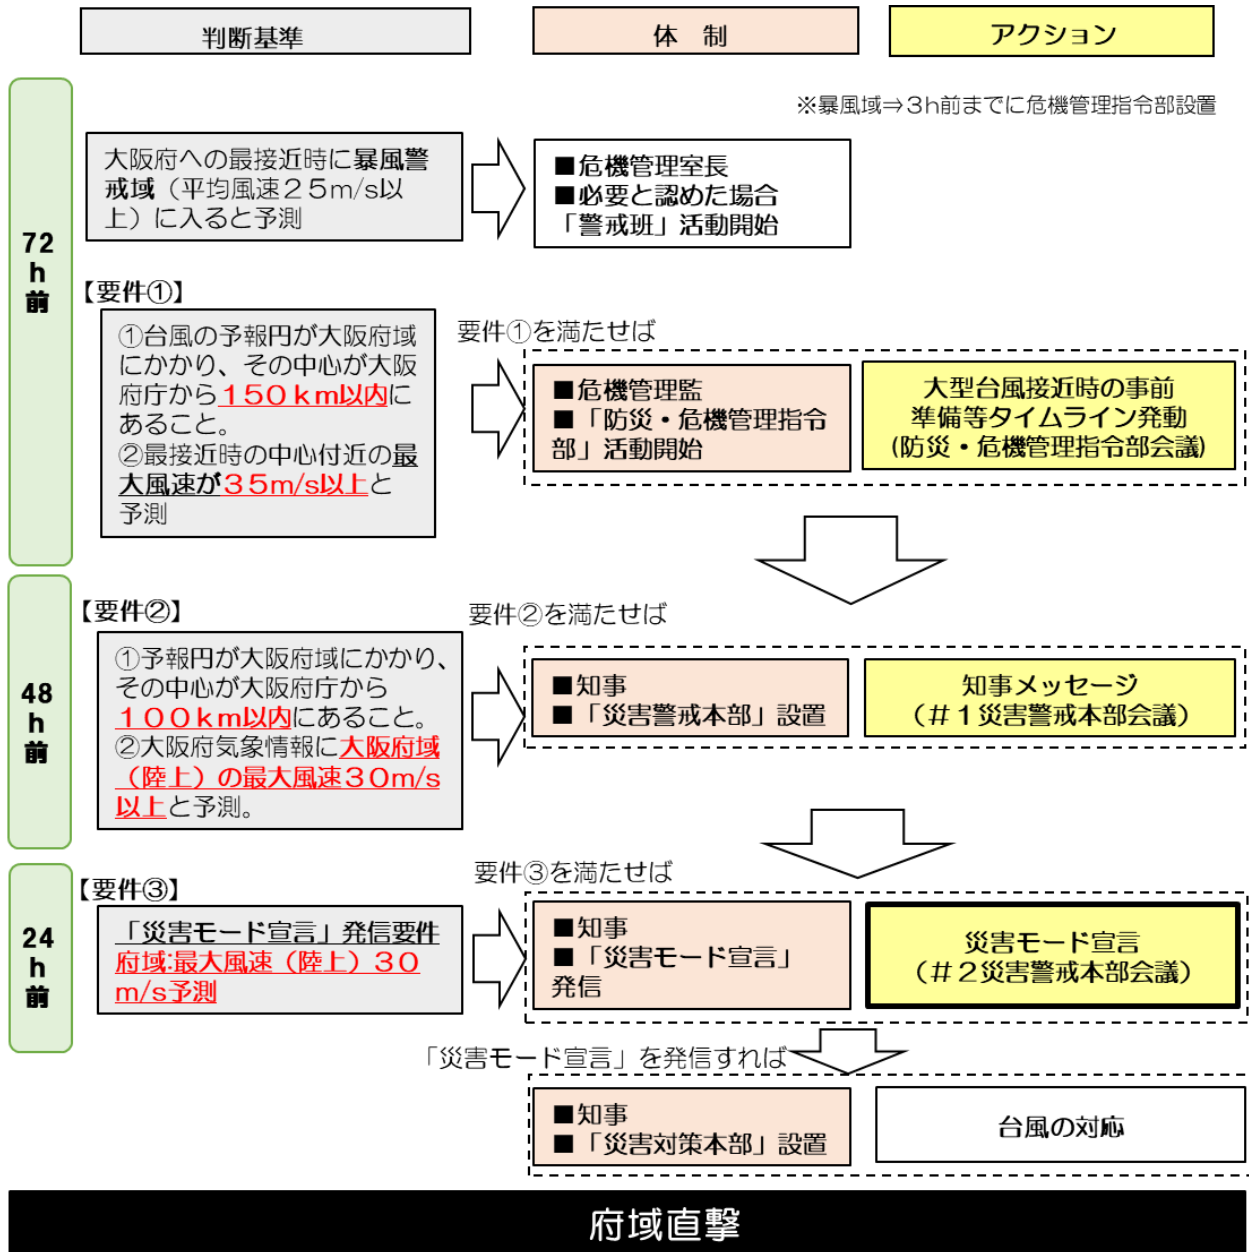 判断基準
体　制
アクション
※暴風域⇒３h前までに危機管理指令部設置
72
h
前
大阪府への最接近時に暴風警
戒域（平均風速２５m/s以
上）に入ると予測
■危機管理室長
■必要と認めた場合
「警戒班」活動開始
【要件①】
①台風の予報円が大阪府域
にかかり、その中心が大阪
府庁から１５０ｋｍ以内に
あること。
②最接近時の中心付近の最
大風速が３５m/s以上と
予測
要件①を満たせば
■危機管理監
■「防災・危機管理指令
部」活動開始
大型台風接近時の事前
準備等タイムライン発動
(防災・危機管理指令部会議)
48
h
前
【要件②】
①予報円が大阪府域にかかり、
その中心が大阪府庁から
１００ｋｍ以内にあること。
②大阪府気象情報に大阪府域
（陸上）の最大風速３０m/s
以上と予測。
要件②を満たせば
■知事
■「災害警戒本部」設置
知事メッセージ
（＃１災害警戒本部会議）
24
h
前
【要件③】
「災害モード宣言」発信要件
府域:最大風速（陸上）３０
m/s予測
要件③を満たせば
■知事
■「災害モード宣言」
発信
災害モード宣言
（＃２災害警戒本部会議）
「災害モード宣言」を発信すれば
■知事
■「災害対策本部」設置
台風の対応
府域直撃